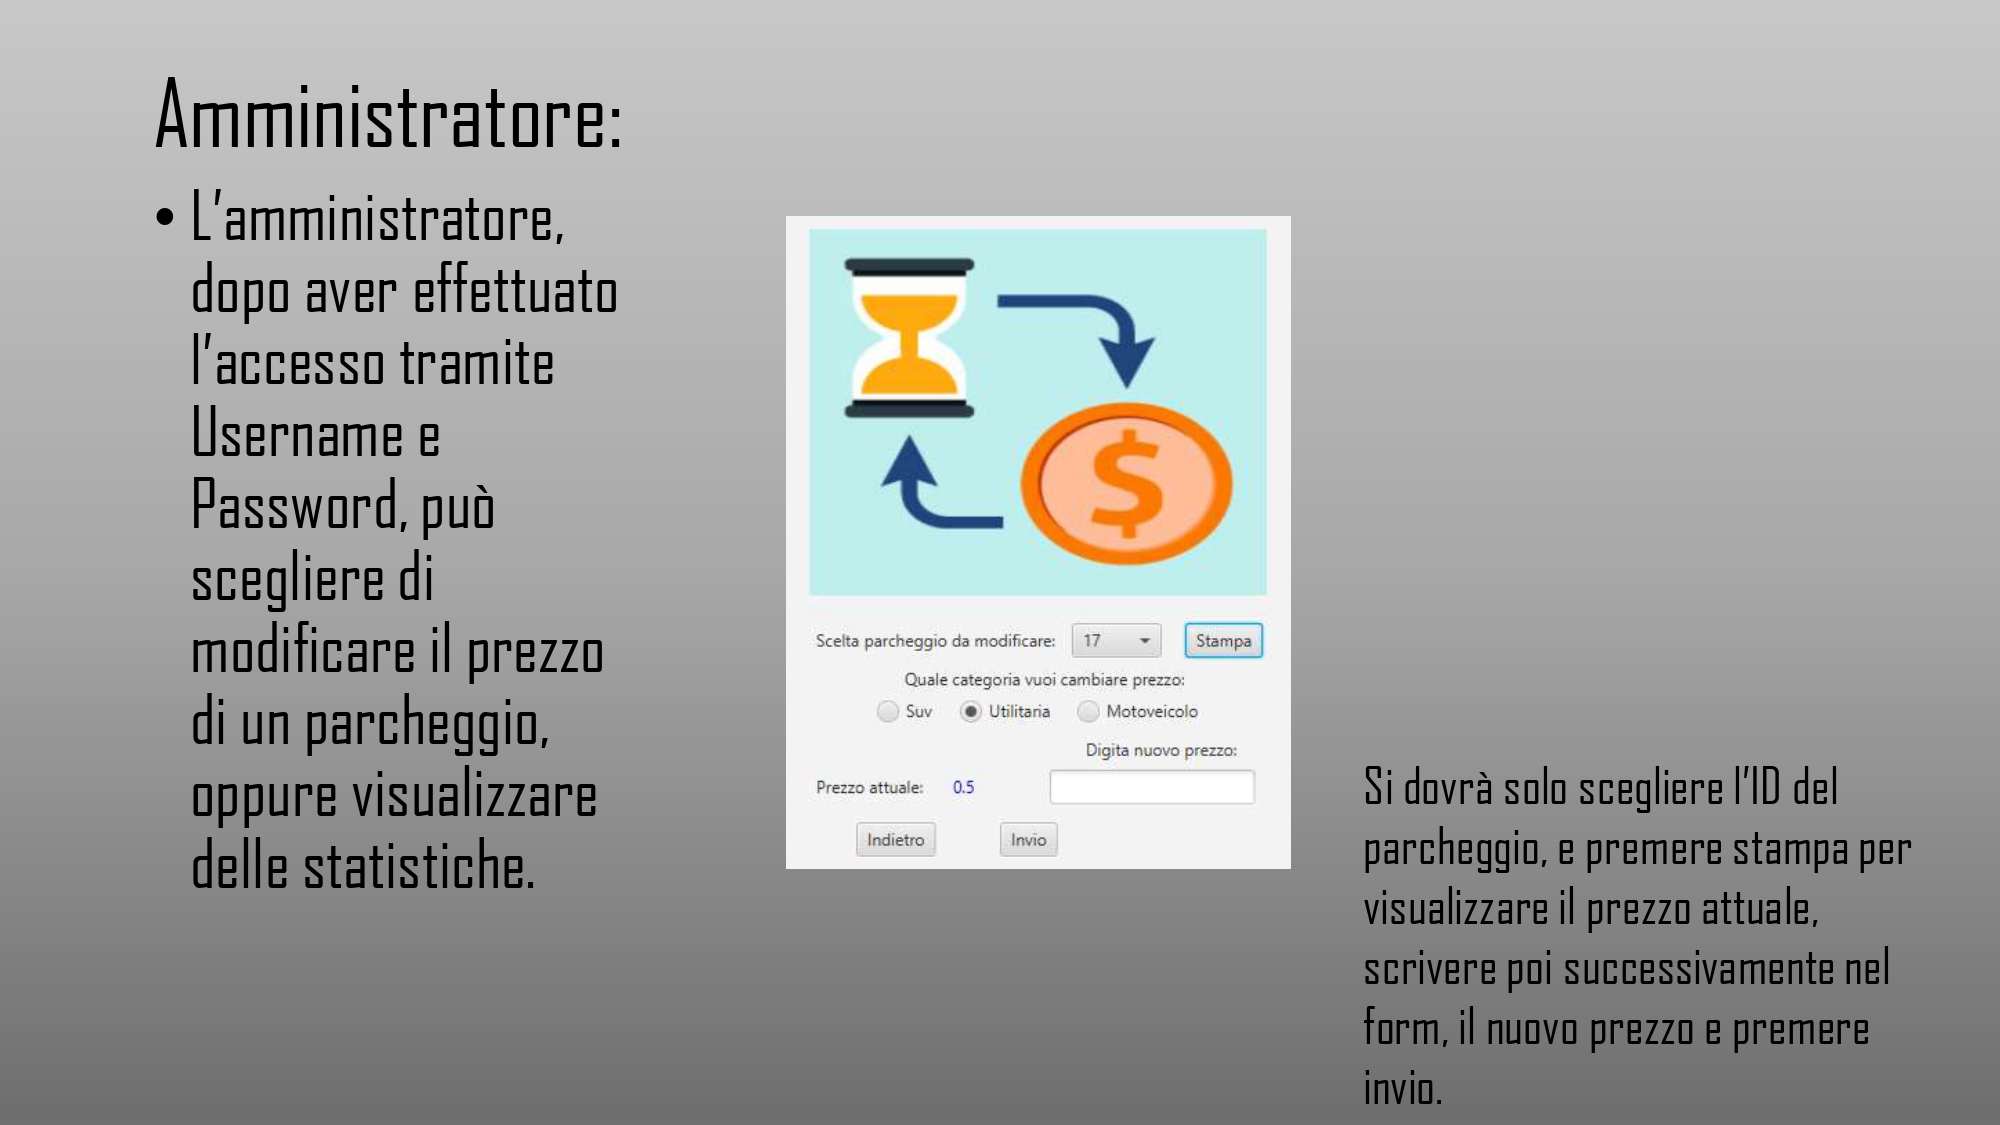 Amministratore:
• L'amministratore,
dopo aver effettuato
l'accesso tramite
Username e
Password, può
scegliere di
modificare il prezzo
di un parcheggio,
oppure visualizzare
delle statistiche.
$
Scelta parcheggio da modificare: 17 Stampa
Quale categoria vuoi cambiare prezzo:
Suv Utilitaria Motoveicolo
Digita nuovo prezzo:
Prezzo attuale: 0.5
Indietro Invio
Si dovrà solo scegliere l'ID del
parcheggio, e premere stampa per
visualizzare il prezzo attuale,
scrivere poi successivamente nel
form, il nuovo prezzo e premere
invio.